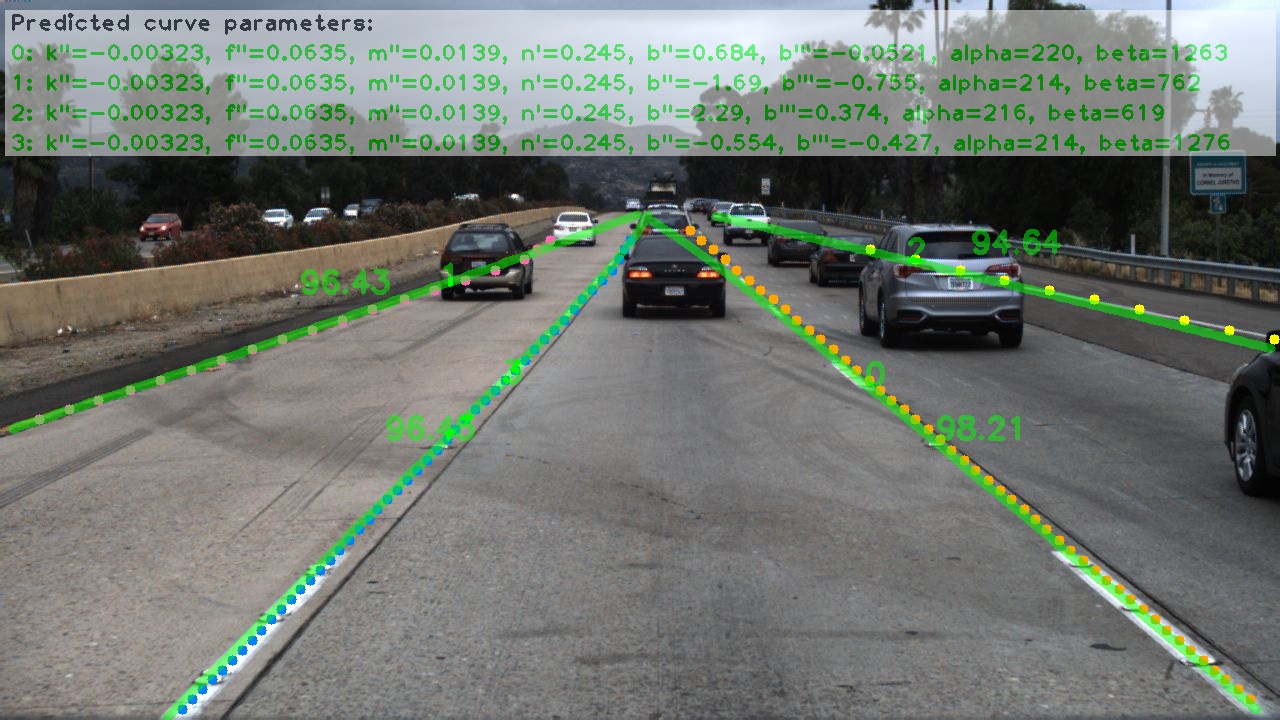 Predicted curve parameters:
0: k''=-0.00323, f''=0.0635, m''=0.0139, n'=0.245, b''=0.684, b'''=-0.0521, alpha=220, beta=1263
1: k''=-0.00323, f''=0.0635, m''=0.0139, n'=0.245, b''=-1.69, b'''=-0.755, alpha=214, beta=762
2: k''=-0.00323, f''=0.0635, m''=0.0139, n'=0.245, b''=2.29, b'''=0.374, alpha=216, beta=619
3: k''=-0.00323, f''=0.0635, m''=0.0139, n'=0.245, b''=-0.554, b'''=-0.427, alpha=214, beta=1276
In Memory of
2 94.64
96.43 1
0
96.43 98.21